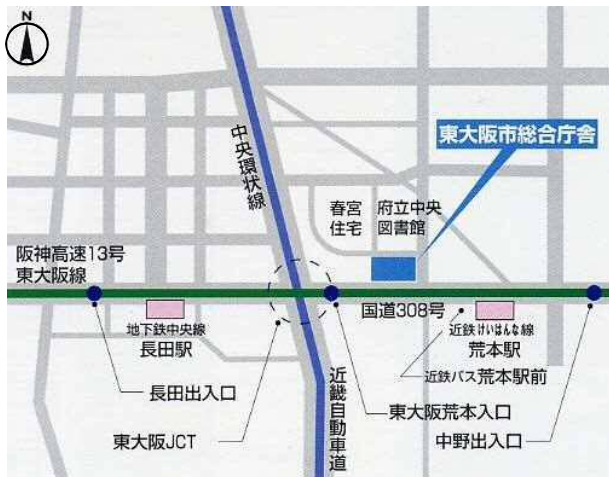 N
中央環状線
東大阪市総合庁舎
春宮
住宅
府立中央
図書館
阪神高速13号
東大阪線
国道308号
地下鉄中央線
長田駅
近鉄けいはんな線
荒本駅
近鉄バス荒本駅前
長田出入口
東大阪JCT
近畿自動車道
東大阪荒本入口
中野出入口